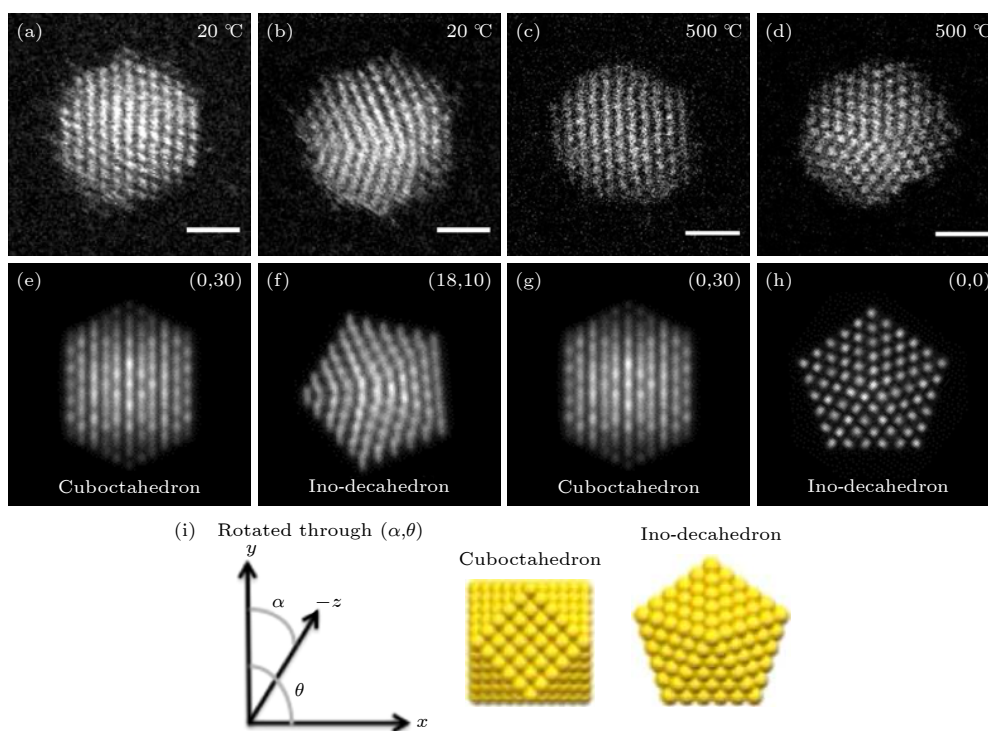 (a) 20 ℃
(b) 20 ℃
(c) 500 ℃
(d) 500 ℃
(e) (0,30)
Cuboctahedron
(f) (18,10)
Ino-decahedron
(g) (0,30)
Cuboctahedron
(h) (0,0)
Ino-decahedron
(i) Rotated through (α,θ)
y
α
−z
θ
x
Cuboctahedron
Ino-decahedron